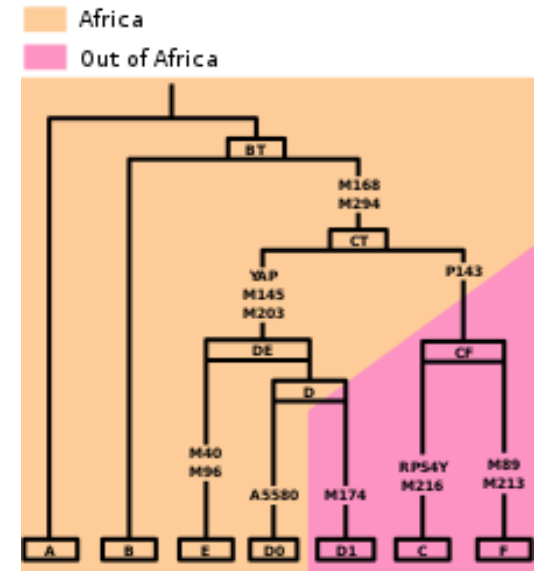 Africa
Out of Africa
BT
M168
M294
CT
YAP
M145
M203
P143
DE
CF
D
M40
M96
A5580
M174
RPS4Y
M216
M89
M213
A
B
E
D0
D1
C
F